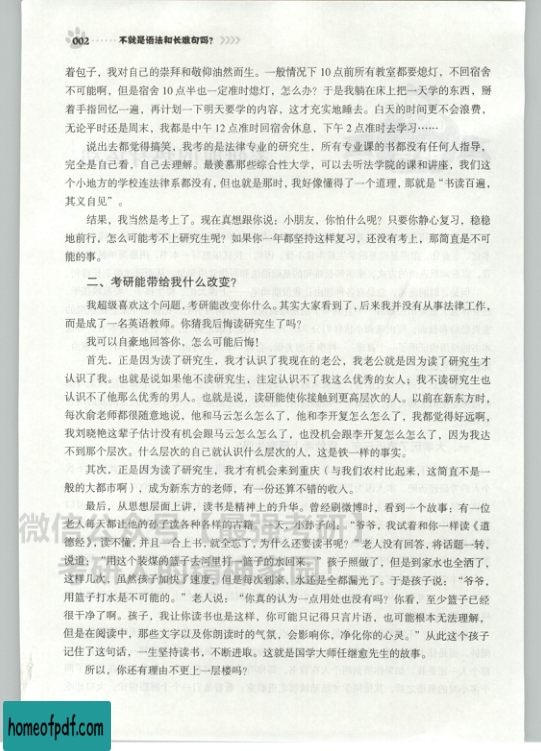 002 ······ 不就是语法和长难句吗? 》》》》
着包子，我对自己的崇拜和敬仰油然而生。一般情况下 10 点前所有教室都要熄灯，不回宿舍
不可能啊，但是宿舍 10 点半也一定准时熄灯，怎么办？于是我躺在床上把一天学的东西，掰
着手指回忆一遍，再计划一下明天要学的内容，这才充实地睡去。白天的时间更不会浪费，
无论平时还是周末，我都是中午 12 点准时回宿舍休息，下午 2 点准时去学习……
说出去都觉得搞笑，我考的是法律专业的研究生，所有专业课的书都没有任何人指导，
完全是自己看，自己去理解。最羡慕那些综合性大学，可以去听法学院的课和讲座，我们这
个小地方的学校连法律系都没有，但也就是那时，我好像懂得了一个道理，那就是“书读百遍，
其义自见”。
结果，我当然是考上了。现在真想跟你说：小朋友，你怕什么呢？只要你静心复习，稳稳
地前行，怎么可能考不上研究生呢？如果你一年都坚持这样复习，还没有考上，那简直是不可
能的事。
二、考研能带给我什么改变？
我超级喜欢这个问题，考研能改变你什么。其实大家看到了，后来我并没有从事法律工作，
而是成了一名英语教师。你猜我后悔读研究生了吗？
我可以自豪地回答你，怎么可能后悔！
首先，正是因为读了研究生，我才认识了我现在的老公，我老公就是因为读了研究生才
认识了我。也就是说如果他不读研究生，注定认识不了我这么优秀的女人；我不读研究生也
认识不了他那么优秀的男人。也就是说，读研能使你接触到更高层次的人。以前在新东方时，
每次俞老师都很随意地说，他和马云怎么怎么了，他和李开复怎么怎么了，我都觉得好远啊，
我刘晓艳这辈子估计没有机会跟马云怎么怎么了，也没机会跟李开复怎么怎么了，因为我达
不到那个层次。什么层次的自己就认识什么层次的人，这是铁一样的事实。
其次，正是因为读了研究生，我才有机会来到重庆（与我们农村比起来，这简直不是一
般的大都市啊），成为新东方的老师，有一份还算不错的收入。
最后，从思想层面上讲，读书是精神上的升华。曾经刷微博时，看到一个故事：有一位
老人每天都让他的孙子读各种各样的古籍。一天，小孙子问：“爷爷，我试着和你一样读《道
德经》，读不懂，并且一合上书，就全忘了，为什么还要读书呢？”老人没有回答，将话题一转，
说道：“用这个装煤的篮子去河里打一篮子的水回来。”孩子照做了，但是到家水也全洒了，
这样几次，虽然孩子加快了速度，但是每次到家，水还是全都漏光了。于是孩子说：“爷爷，
用篮子打水是不可能的。”老人说：“你真的认为一点用处也没有吗？你看，至少篮子已经
很干净了啊。孩子，我让你读书也是这样，你可能只记得只言片语，也可能根本无法理解，
但是在阅读中，那些文字以及你朗读时的气氛，会影响你，净化你的心灵。”从此这个孩子
记住了这句话，一生坚持读书，不断进取。这就是国学大师任继愈先生的故事。
所以，你还有理由不更上一层楼吗？
微信公众号【最强考研】
考研人的精神家园！
homeofpdf.com